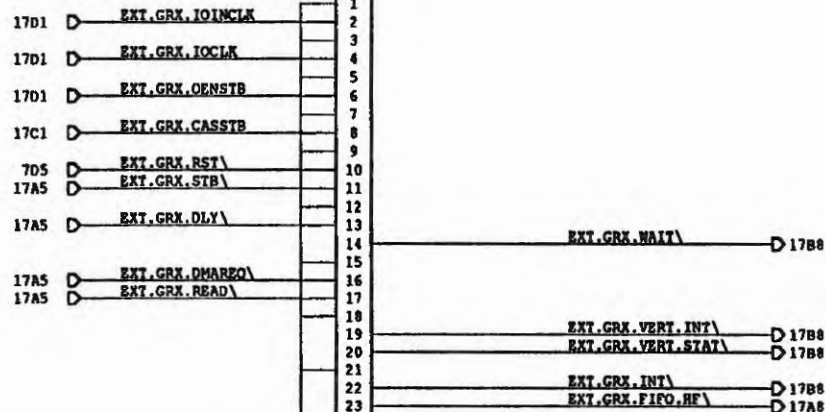 1
17D1 EXT.GRX.IOINCLK 2
3
17D1 EXT.GRX.IOCLK 4
5
17D1 EXT.GRX.OENSTB 6
7
17C1 EXT.GRX.CASSTB 8
9
7D5 EXT.GRX.RST\ 10
17A5 EXT.GRX.STB\ 11
12
17A5 EXT.GRX.DLY\ 13
14 EXT.GRX.WAIT\ 17B8
15
17A5 EXT.GRX.DMAREQ\ 16
17A5 EXT.GRX.READ\ 17
18
19 EXT.GRX.VERT.INT\ 17B8
20 EXT.GRX.VERT.STAT\ 17B8
21
22 EXT.GRX.INT\ 17B8
23 EXT.GRX.FIFO.HF\ 17A8